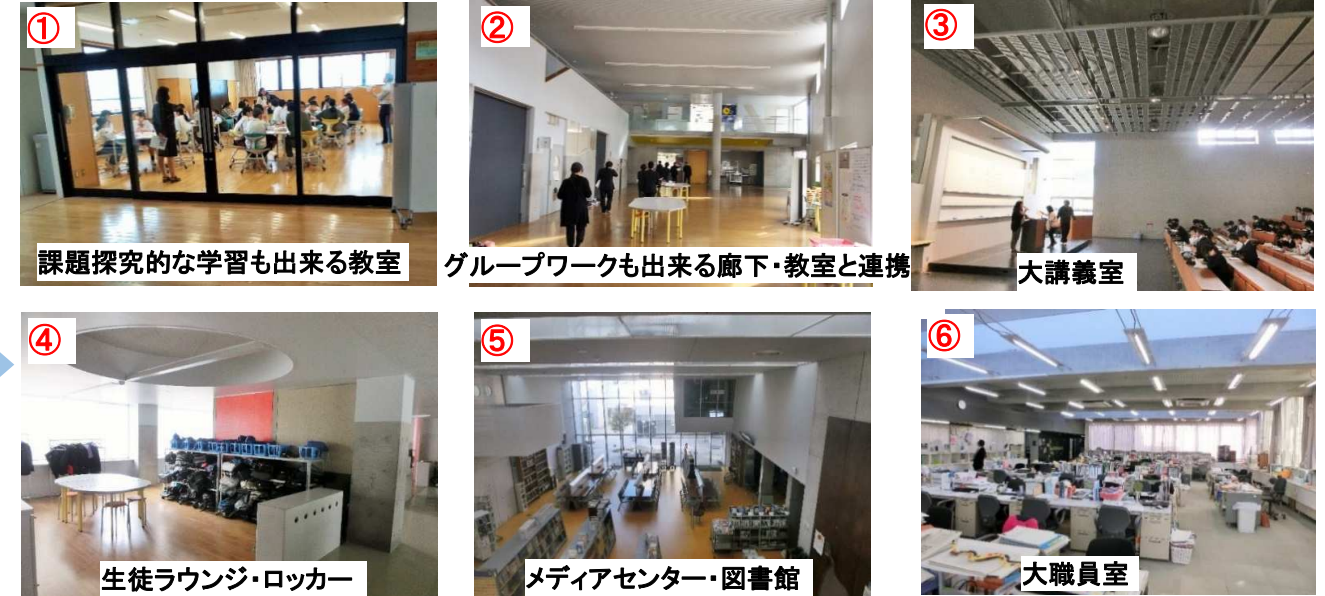 ①
課題探究的な学習も出来る教室
②
グループワークも出来る廊下・教室と連携
③
大講義室
④
生徒ラウンジ・ロッカー
⑤
メディアセンター・図書館
⑥
大職員室